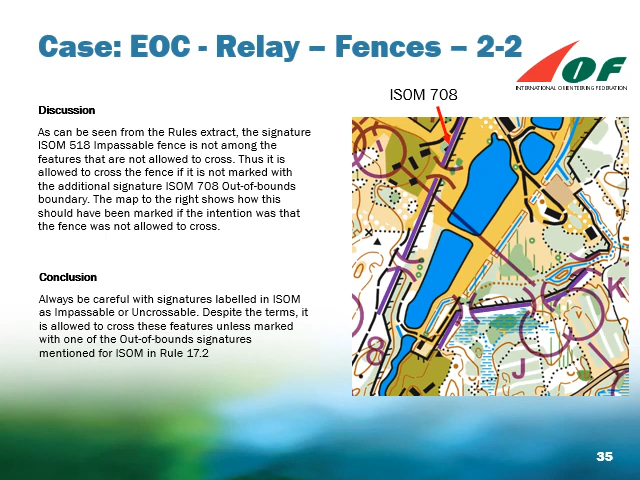 Case: EOC - Relay – Fences – 2-2
IOF
INTERNATIONAL ORIENTEERING FEDERATION
ISOM 708
Discussion
As can be seen from the Rules extract, the signature
ISOM 518 Impassable fence is not among the
features that are not allowed to cross. Thus it is
allowed to cross the fence if it is not marked with
the additional signature ISOM 708 Out-of-bounds
boundary. The map to the right shows how this
should have been marked if the intention was that
the fence was not allowed to cross.
Conclusion
Always be careful with signatures labelled in ISOM
as Impassable or Uncrossable. Despite the terms, it
is allowed to cross these features unless marked
with one of the Out-of-bounds signatures
mentioned for ISOM in Rule 17.2
I
K
8
J
35